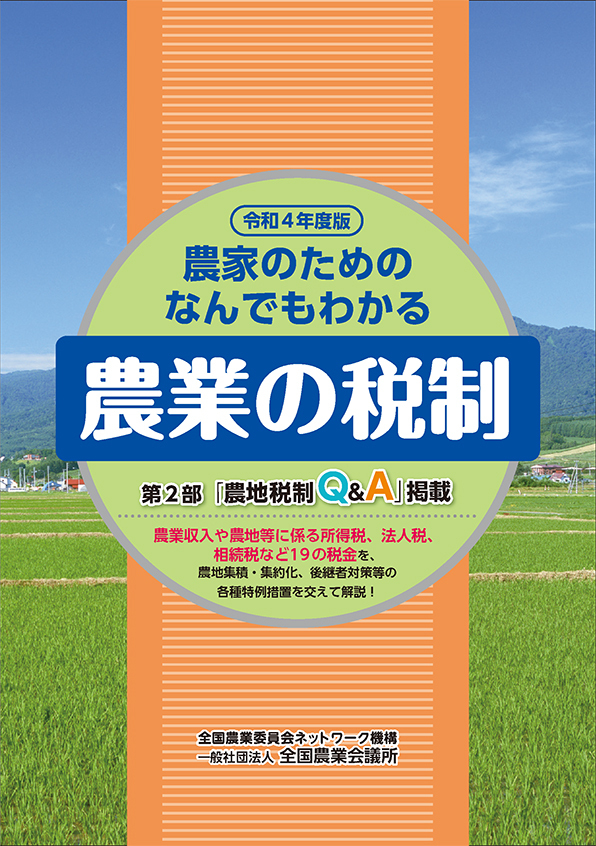 令和4年度版
農家のための
なんでもわかる
農業の税制
第2部「農地税制Q&A」掲載
農業収入や農地等に係る所得税、法人税、
相続税など19の税金を、
農地集積・集約化、後継者対策等の
各種特例措置を交えて解説！
全国農業委員会ネットワーク機構
一般社団法人 全国農業会議所